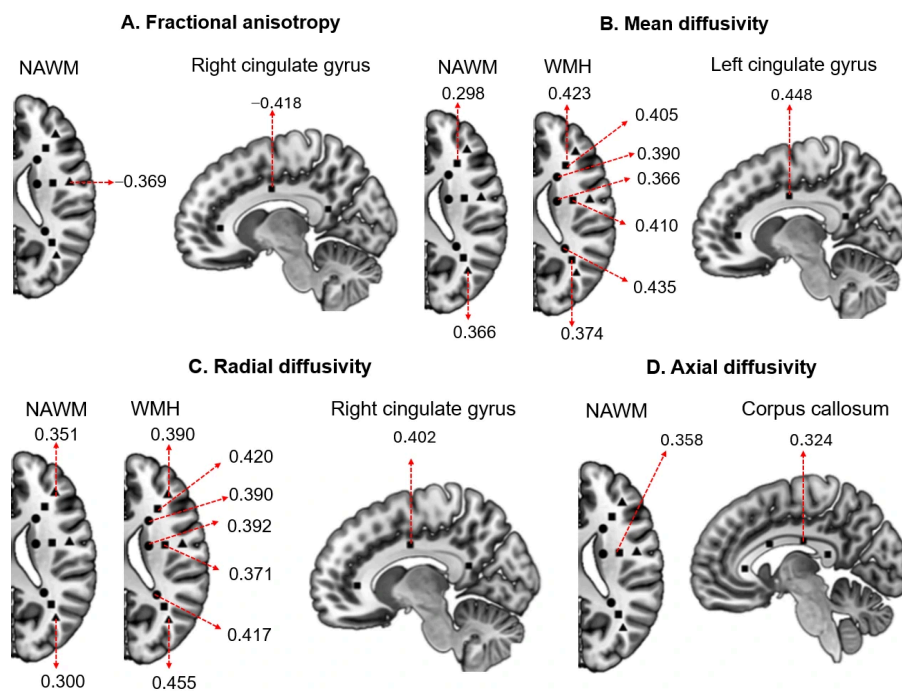 A. Fractional anisotropy
B. Mean diffusivity
NAWM
Right cingulate gyrus
NAWM
WMH
Left cingulate gyrus
−0.418
0.298
0.423
0.448
0.405
0.390
−0.369
0.366
0.410
0.435
0.366
0.374
C. Radial diffusivity
D. Axial diffusivity
NAWM
WMH
Right cingulate gyrus
NAWM
Corpus callosum
0.351
0.390
0.402
0.358
0.324
0.420
0.390
0.392
0.371
0.417
0.300
0.455